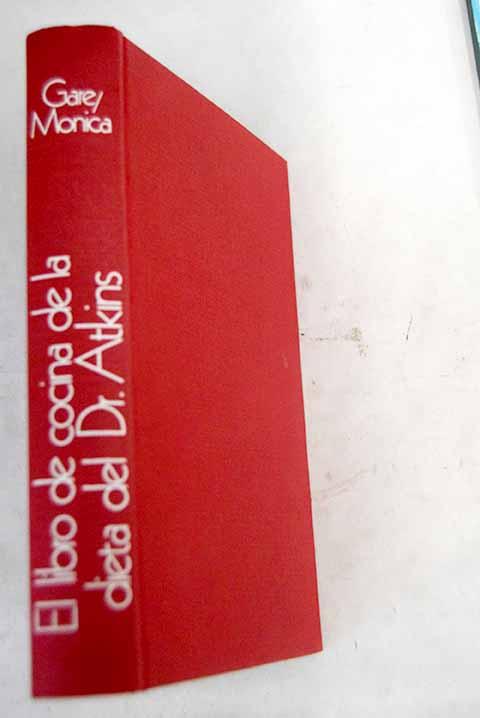 Gare/
Monica
El libro de cocina de la
dieta del Dr. Atkins